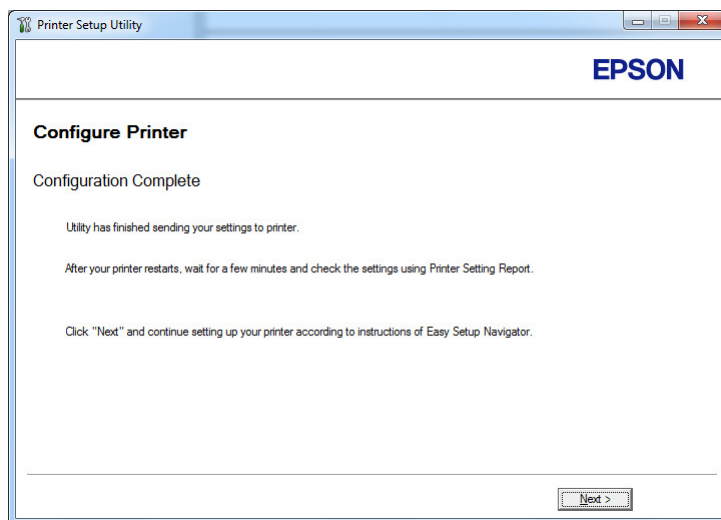 Printer Setup Utility
EPSON
Configure Printer
Configuration Complete
Utility has finished sending your settings to printer.
After your printer restarts, wait for a few minutes and check the settings using Printer Setting Report.
Click "Next" and continue setting up your printer according to instructions of Easy Setup Navigator.
Next >